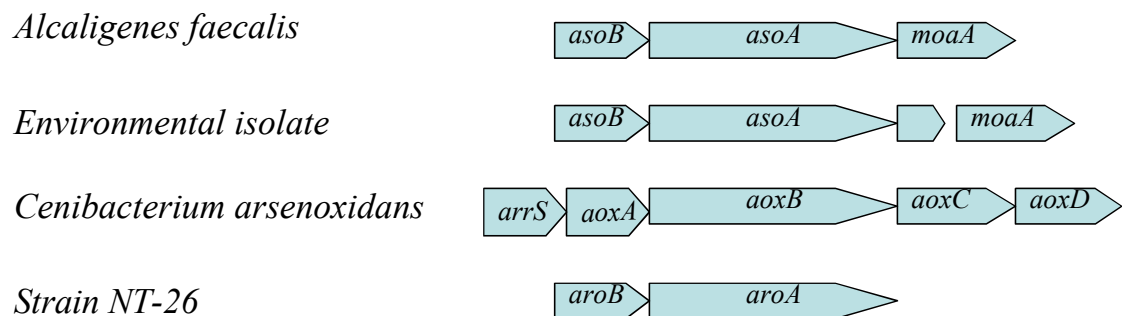 Alcaligenes faecalis asoB asoA moaA
Environmental isolate asoB asoA moaA
Cenibacterium arsenoxidans arrS aoxA aoxB aoxC aoxD
Strain NT-26 aroB aroA